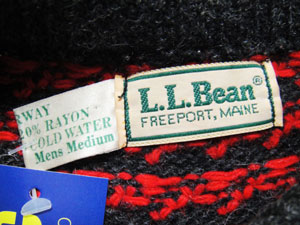 RWAY
20% RAYON
COLD WATER
Mens Medium
L.L.Bean®
FREEPORT, MAINE